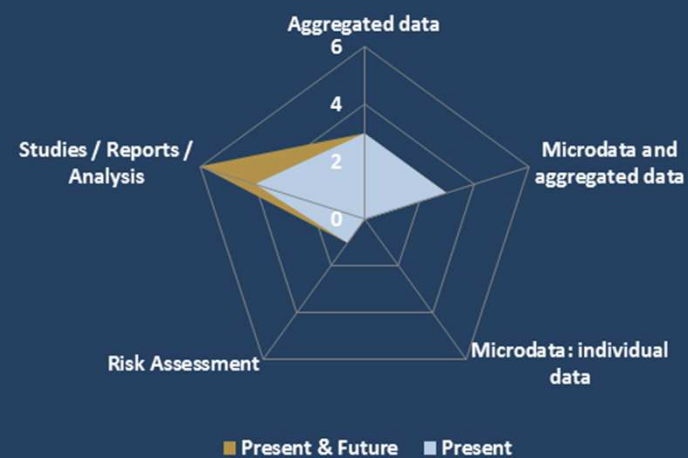 Aggregated data
6
4
2
0
Studies / Reports /
Analysis
Microdata and
aggregated data
Risk Assessment
Microdata: individual
data
Present & Future
Present